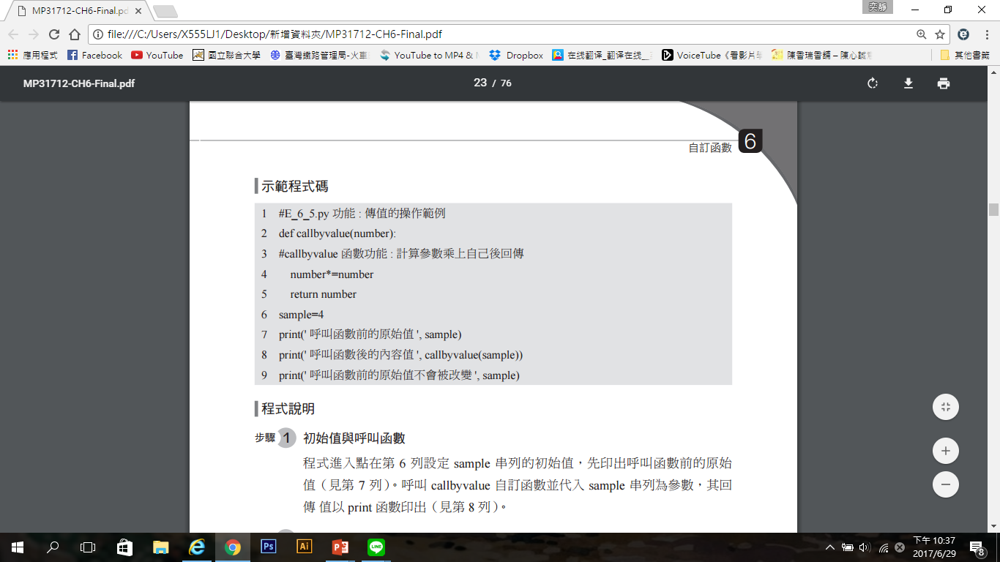 MP31712-CH6-Final.pd
奕靜
file:///C:/Users/X555LJ1/Desktop/新增資料夾/MP31712-CH6-Final.pdf
應用程式 Facebook YouTube 國立聯合大學 臺灣鐵路管理局-火車 YouTube to MP4 & Dropbox 在线翻译_翻译在线__ VoiceTube《看影片學 陳香瑞香舖 – 陳心誠 其他書籤
MP31712-CH6-Final.pdf 23 / 76
自訂函數 6
示範程式碼
1 #E_6_5.py 功能 : 傳值的操作範例
2 def callbyvalue(number):
3 #callbyvalue 函數功能 : 計算參數乘上自己後回傳
4 number*=number
5 return number
6 sample=4
7 print(' 呼叫函數前的原始值 ', sample)
8 print(' 呼叫函數後的內容值 ', callbyvalue(sample))
9 print(' 呼叫函數前的原始值不會被改變 ', sample)
程式說明
步驟 1 初始值與呼叫函數
程式進入點在第 6 列設定 sample 串列的初始值，先印出呼叫函數前的原始
值（見第 7 列）。呼叫 callbyvalue 自訂函數並代入 sample 串列為參數，其回
傳 值以 print 函數印出（見第 8 列）。
Ps Ai LINE
下午 10:37
2017/6/29
8